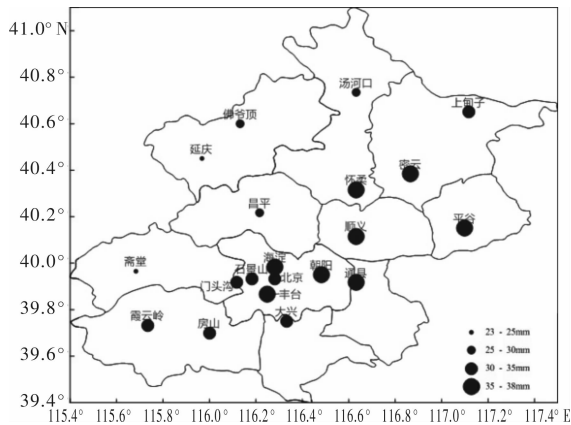 41.0° N
40.8°
40.6°
40.4°
40.2°
40.0°
39.8°
39.6°
39.4°
汤河口
上甸子
佛爷顶
延庆
密云
怀柔
昌平
顺义
平谷
斋堂
海淀
石景山
朝阳
通县
门头沟
北京
丰台
大兴
霞云岭
房山
23 - 25mm
25 - 30mm
30 - 35mm
35 - 38mm
115.4 115.6 115.8 116.0 116.2 116.4 116.6 116.8 117.0 117.2 117.4 E